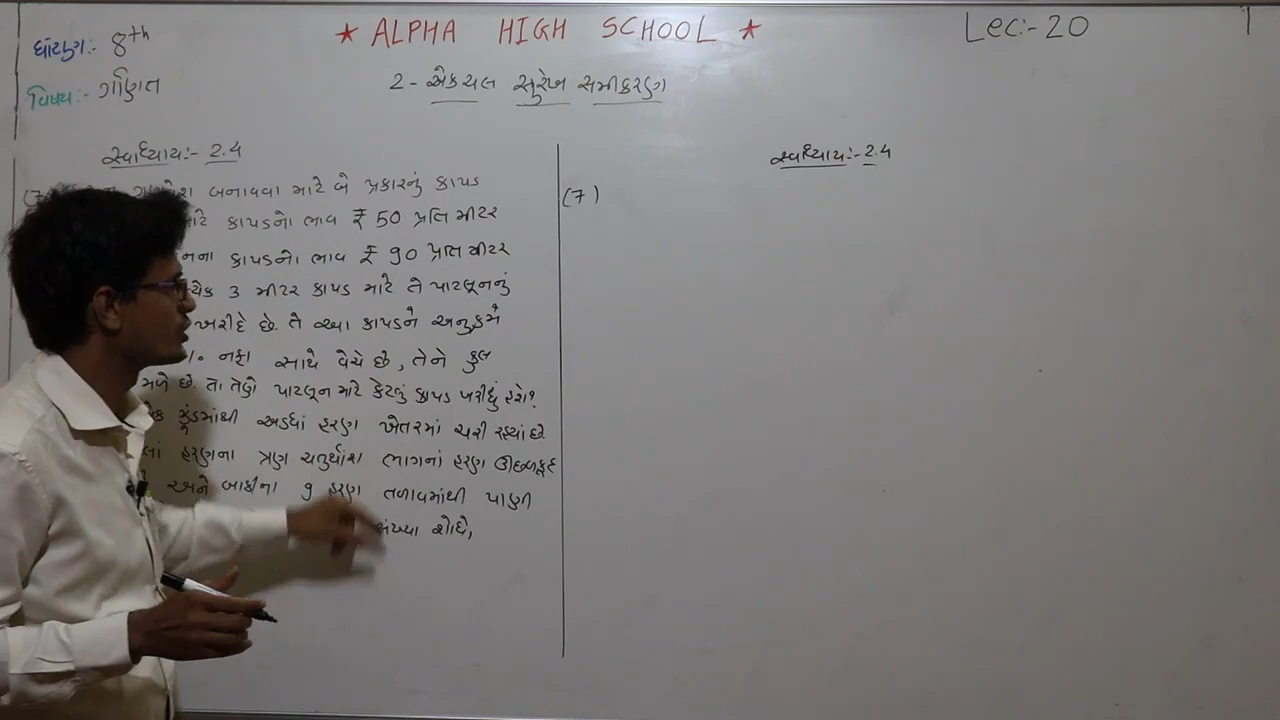 ★ ALPHA HIGH SCHOOL ★
Lec:- 20
ધોરણ:- 8th
વિષય:- ગણિત
2 - એકચલ સુરેખ સમીકરણ
સ્વાધ્યાય:- 2.4
બનાવવા માટે બે પ્રકારનું કાપડ
કાપડનો ભાવ ₹ 50 પ્રતિ મીટર
કાપડનો ભાવ ₹ 90 પ્રતિ મીટર
3 મીટર કાપડ માટે તે પાટલૂનનું
ખરીદે છે. તે આ કાપડને અનુક્રમે
% નફા સાથે વેચે છે, તેને કુલ
મળે છે. તો તેણે પાટલૂન માટે કેટલું કાપડ ખરીદ્યું હશે?
ઝુંડમાંથી અડધાં હરણ ખેતરમાં ચરી રહ્યાં છે.
હરણના ત્રણ ચતુર્થાંશ ભાગનાં હરણ ઊછળકૂદ
અને બાકીના 9 હરણ તળાવમાંથી પાણી
સંખ્યા શોધો,
સ્વાધ્યાય:- 2.4
(7)